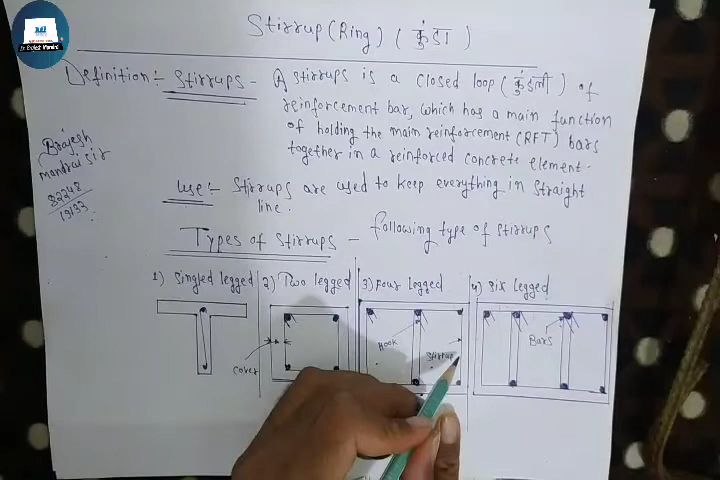 Stirrup (Ring) (कुंडा)
Definition:- Stirrups - A stirrups is a closed loop (कुंडली) of
reinforcement bar, which has a main function
of holding the main reinforcement (RFT) bars
together in a reinforced concrete element.
Brajesh
mandrai sir
82248
19133
Use:- Stirrups are used to keep everything in straight
line.
Types of stirrups - following type of stirrups
1) Singled legged 2) Two legged 3) Four legged 4) Six legged
Cover
Hook
Stirrup
Bars